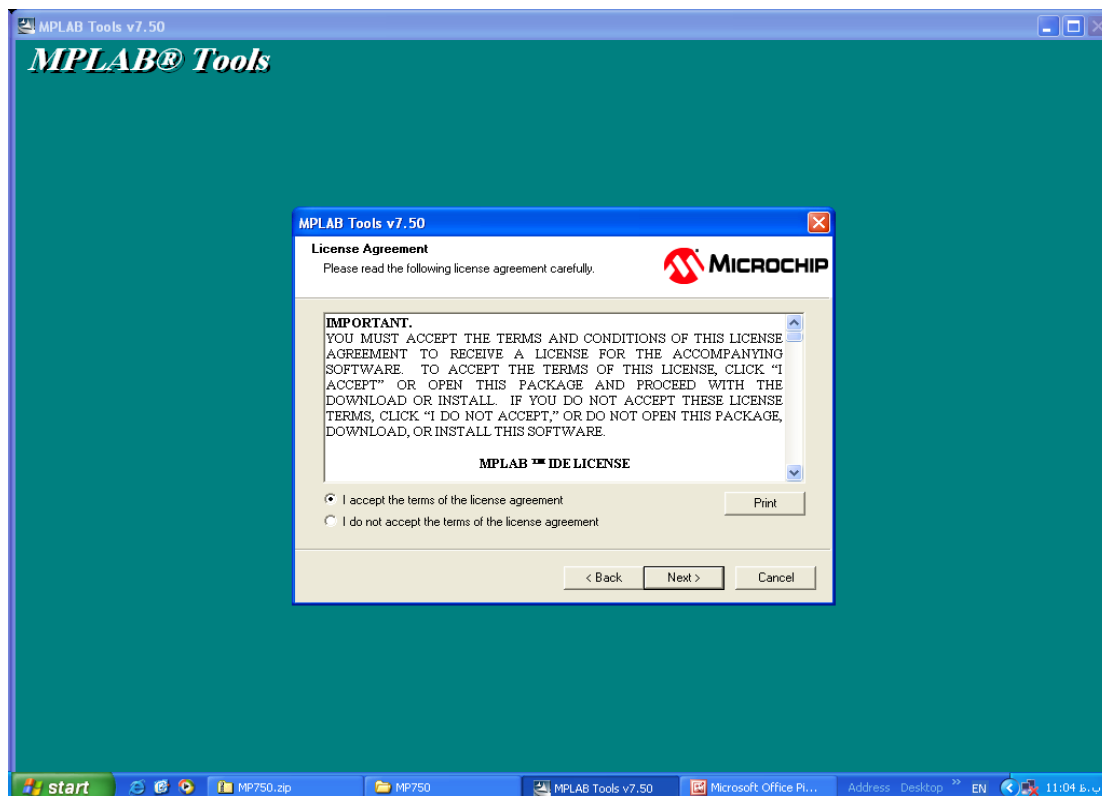 MPLAB Tools v7.50
MPLAB® Tools
MPLAB Tools v7.50
License Agreement
Please read the following license agreement carefully.
MICROCHIP
IMPORTANT.
YOU MUST ACCEPT THE TERMS AND CONDITIONS OF THIS LICENSE
AGREEMENT TO RECEIVE A LICENSE FOR THE ACCOMPANYING
SOFTWARE. TO ACCEPT THE TERMS OF THIS LICENSE, CLICK “I
ACCEPT” OR OPEN THIS PACKAGE AND PROCEED WITH THE
DOWNLOAD OR INSTALL. IF YOU DO NOT ACCEPT THESE LICENSE
TERMS, CLICK “I DO NOT ACCEPT,” OR DO NOT OPEN THIS PACKAGE,
DOWNLOAD, OR INSTALL THIS SOFTWARE.
MPLAB ™ IDE LICENSE
I accept the terms of the license agreement
Print
I do not accept the terms of the license agreement
< Back
Next >
Cancel
start
MP750.zip
MP750
MPLAB Tools v7.50
Microsoft Office Pi...
Address
Desktop
»
EN
11:04 ب.ظ